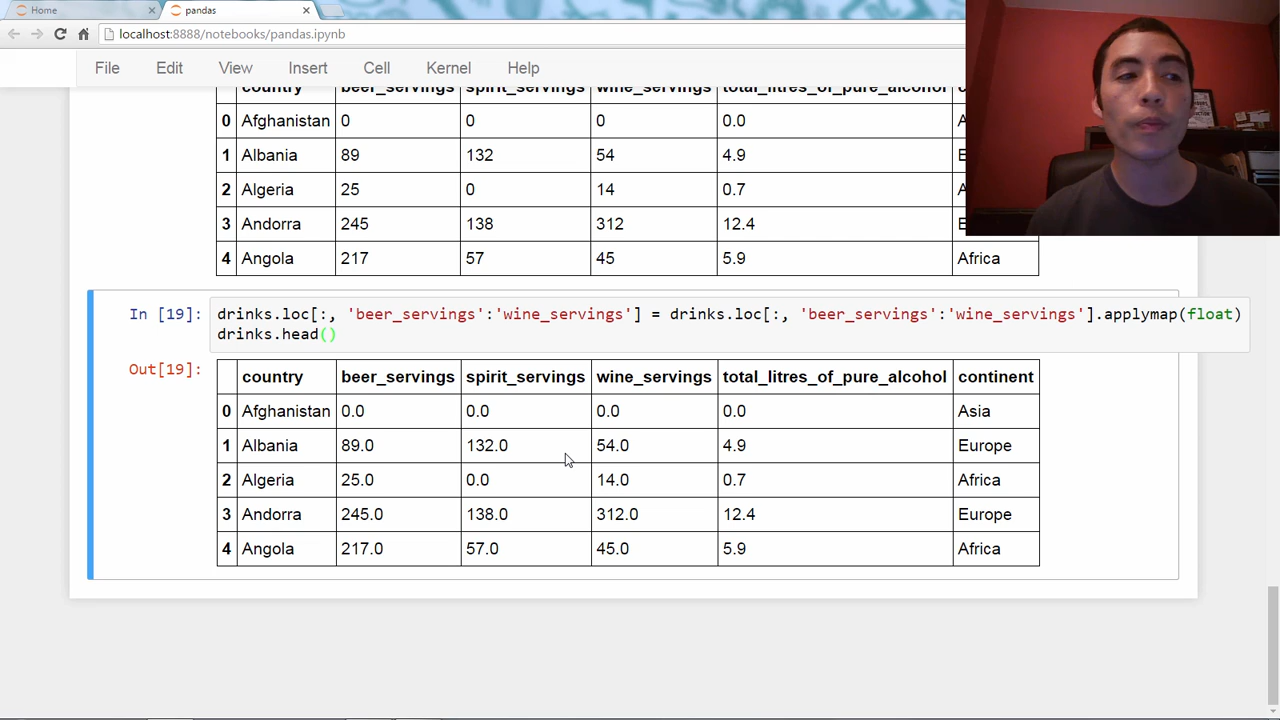 Home
pandas
localhost:8888/notebooks/pandas.ipynb
File Edit View Insert Cell Kernel Help
country beer_servings spirit_servings wine_servings total_litres_of_pure_alcohol
0 Afghanistan 0 0 0 0.0 A
1 Albania 89 132 54 4.9 E
2 Algeria 25 0 14 0.7 A
3 Andorra 245 138 312 12.4 E
4 Angola 217 57 45 5.9 Africa
In [19]: drinks.loc[:, 'beer_servings':'wine_servings'] = drinks.loc[:, 'beer_servings':'wine_servings'].applymap(float)
drinks.head()
Out[19]:
country beer_servings spirit_servings wine_servings total_litres_of_pure_alcohol continent
0 Afghanistan 0.0 0.0 0.0 0.0 Asia
1 Albania 89.0 132.0 54.0 4.9 Europe
2 Algeria 25.0 0.0 14.0 0.7 Africa
3 Andorra 245.0 138.0 312.0 12.4 Europe
4 Angola 217.0 57.0 45.0 5.9 Africa